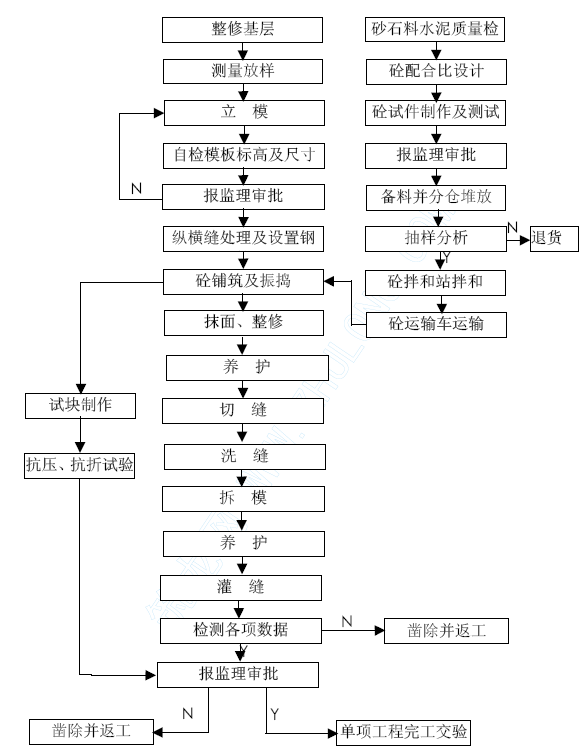 整修基层
砂石料水泥质量检
测量放样
砼配合比设计
立 模
砼试件制作及测试
自检模板标高及尺寸
报监理审批
N
报监理审批
备料并分仓堆放
纵横缝处理及设置钢
抽样分析
N
退货
Y
砼铺筑及振捣
砼拌和站拌和
抹面、整修
砼运输车运输
养 护
试块制作
切 缝
抗压、抗折试验
洗 缝
拆 模
养 护
灌 缝
检测各项数据
N
凿除并返工
Y
报监理审批
N
Y
凿除并返工
单项工程完工交验